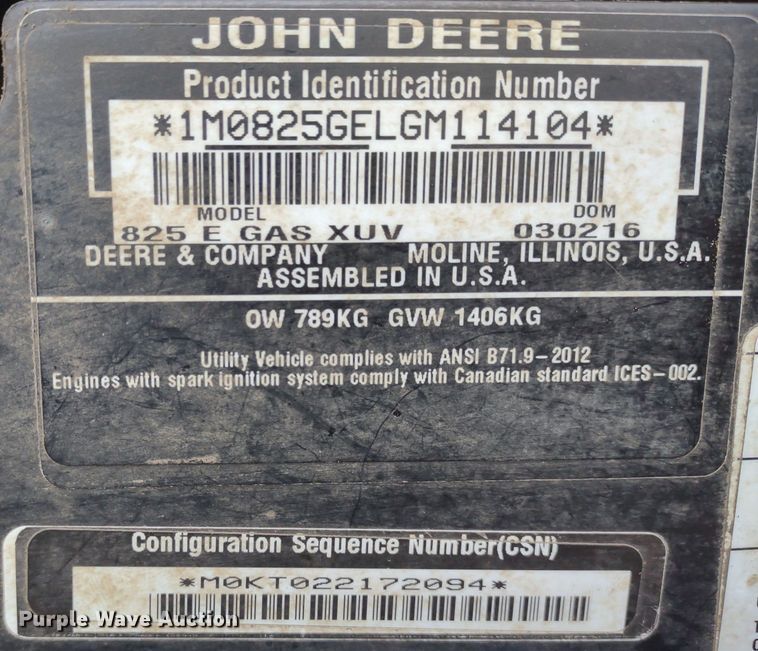 JOHN DEERE
Product Identification Number
*1M0825GELGM114104*
MODEL DOM
825 E GAS XUV 030216
DEERE & COMPANY MOLINE, ILLINOIS, U.S.A.
ASSEMBLED IN U.S.A.
OW 789KG GVW 1406KG
Utility Vehicle complies with ANSI B71.9-2012
Engines with spark ignition system comply with Canadian standard ICES-002.
Configuration Sequence Number(CSN)
*M0KT022172094*
Purple Wave Auction